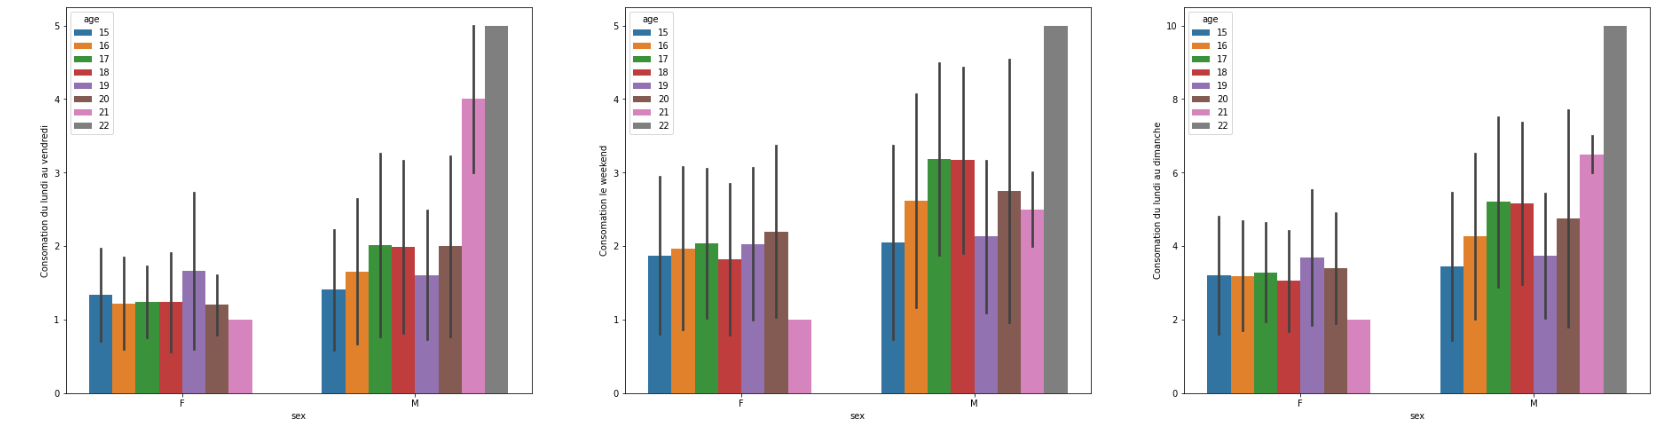 Consomation du lundi au vendredi
5
4
3
2
1
0
age
15
16
17
18
19
20
21
22
F
M
sex
Consomation le weekend
5
4
3
2
1
0
age
15
16
17
18
19
20
21
22
F
M
sex
Consomation du lundi au dimanche
10
8
6
4
2
0
age
15
16
17
18
19
20
21
22
F
M
sex